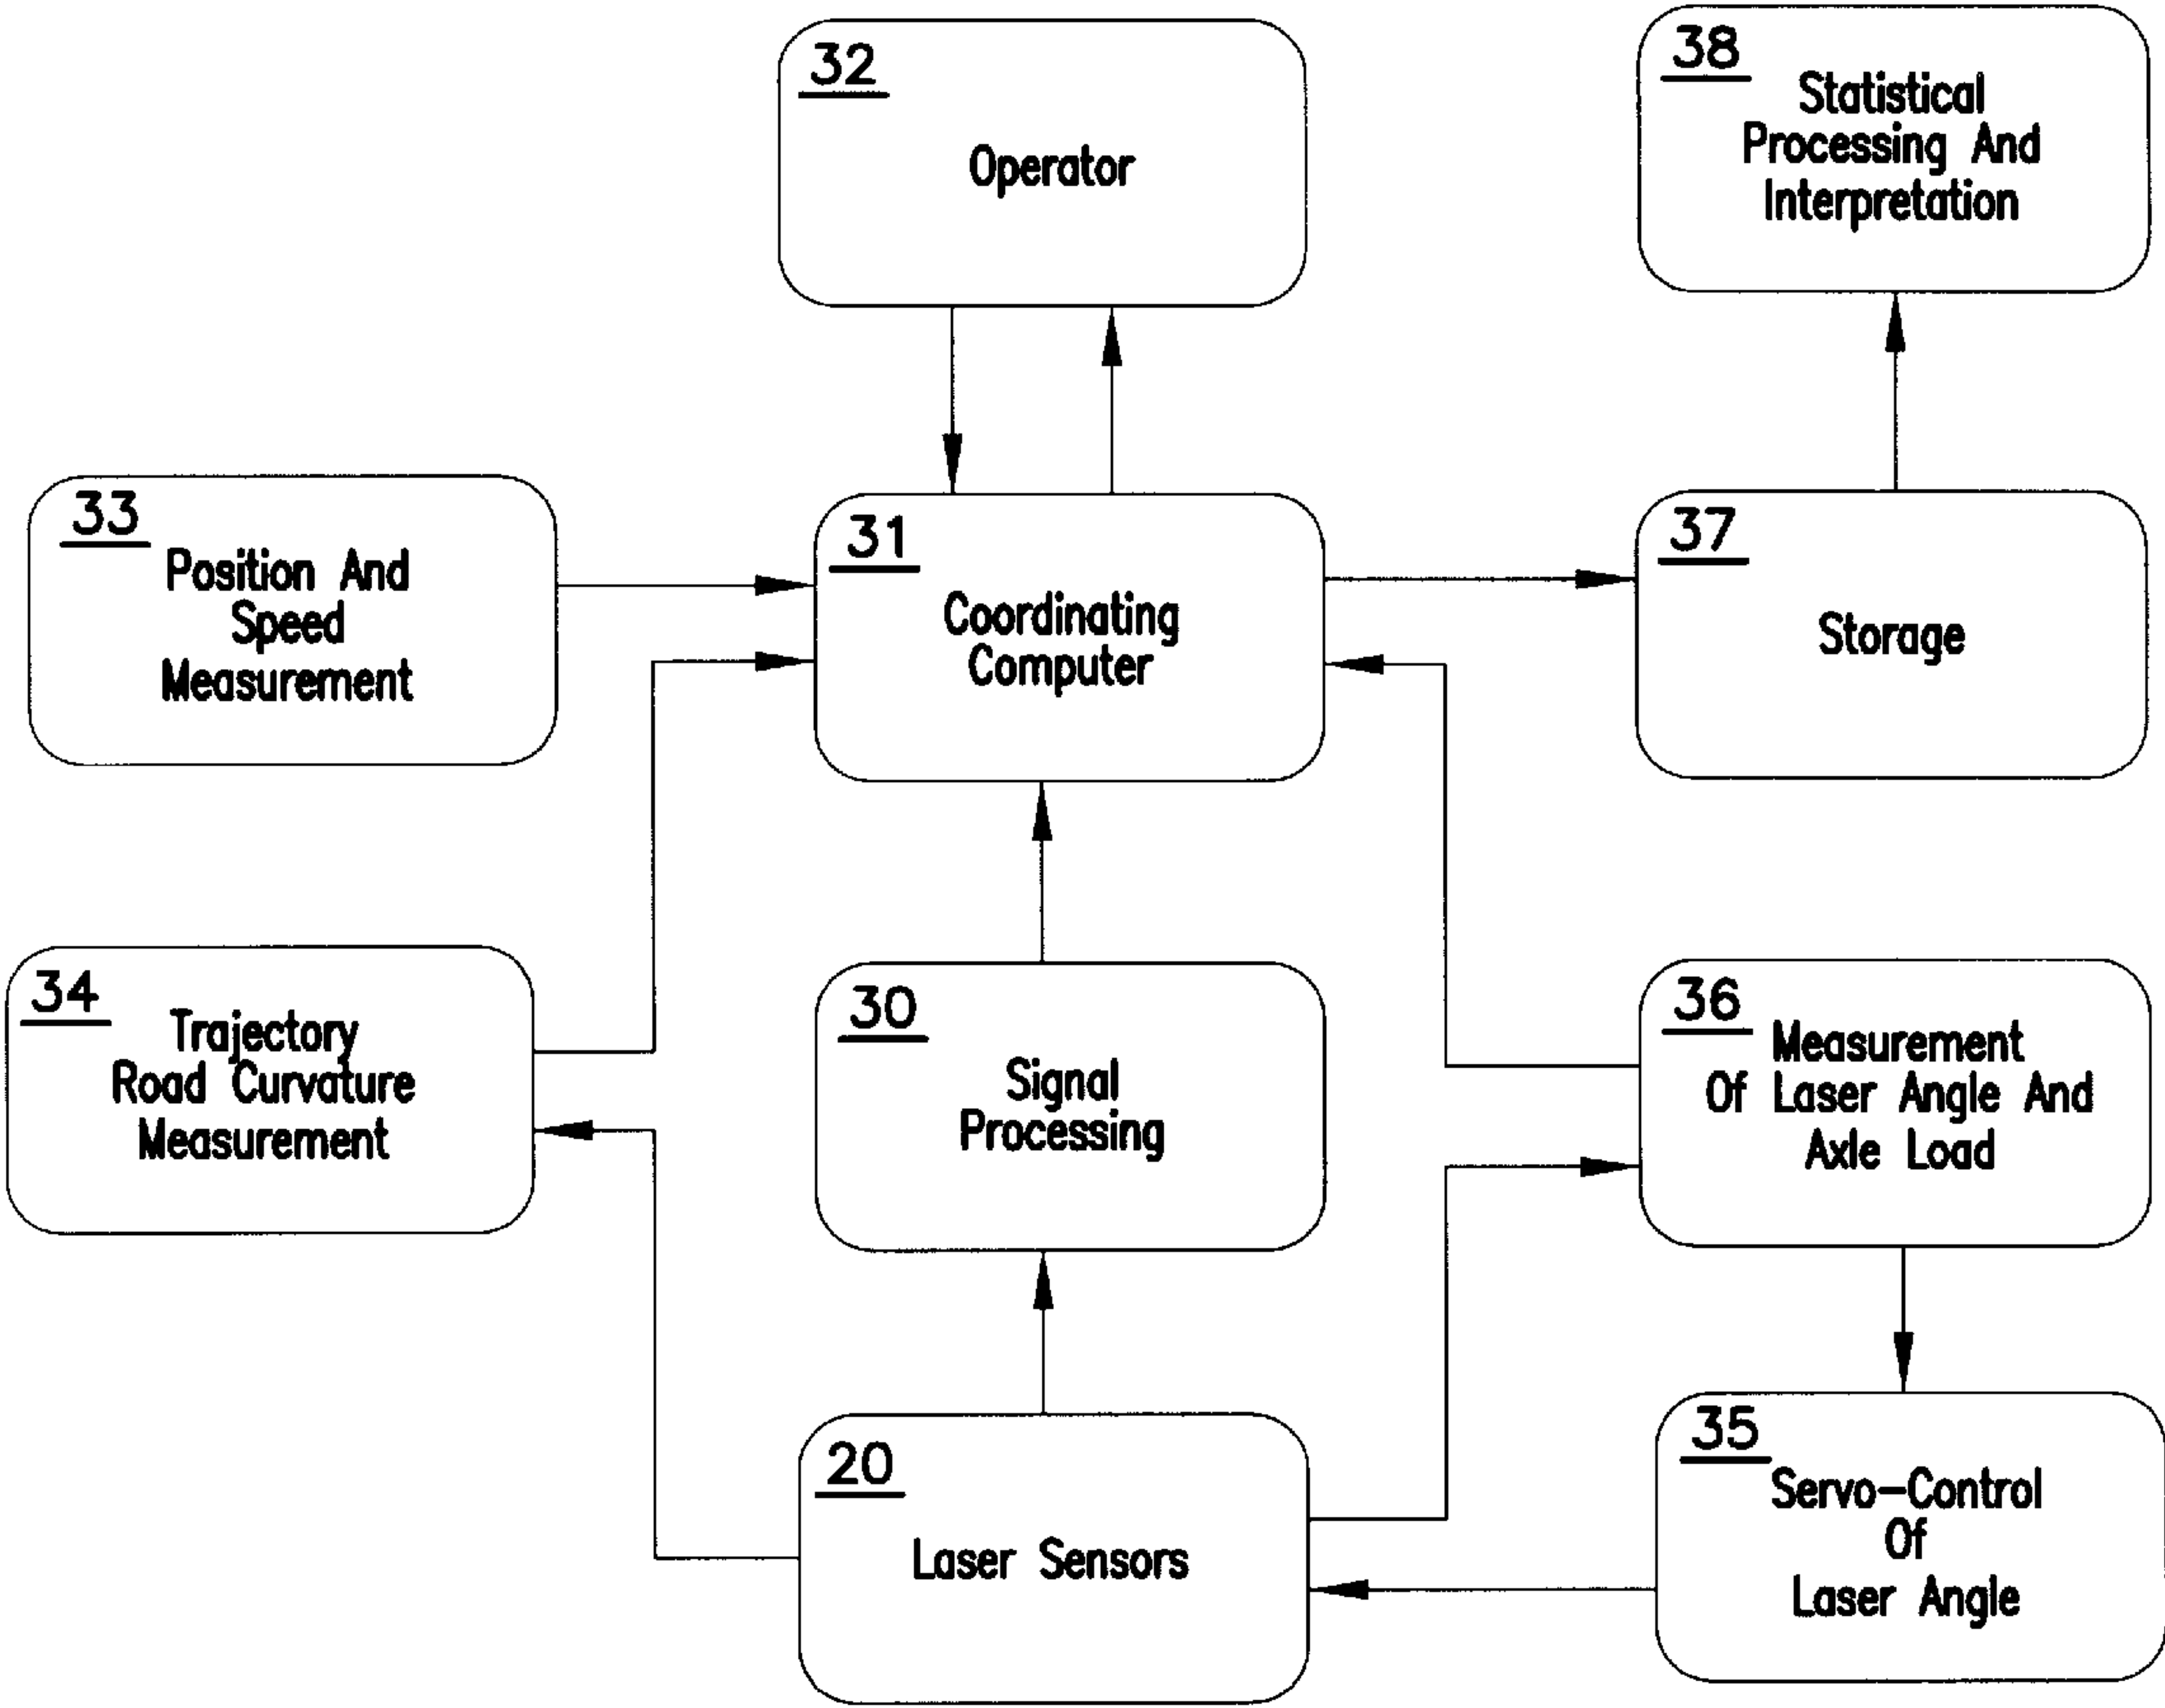 32
Operator
38
Statistical
Processing And
Interpretation
33
Position And
Speed
Measurement
31
Coordinating
Computer
37
Storage
34
Trajectory
Road Curvature
Measurement
30
Signal
Processing
36
Measurement
Of Laser Angle And
Axle Load
20
Laser Sensors
35
Servo-Control
Of
Laser Angle